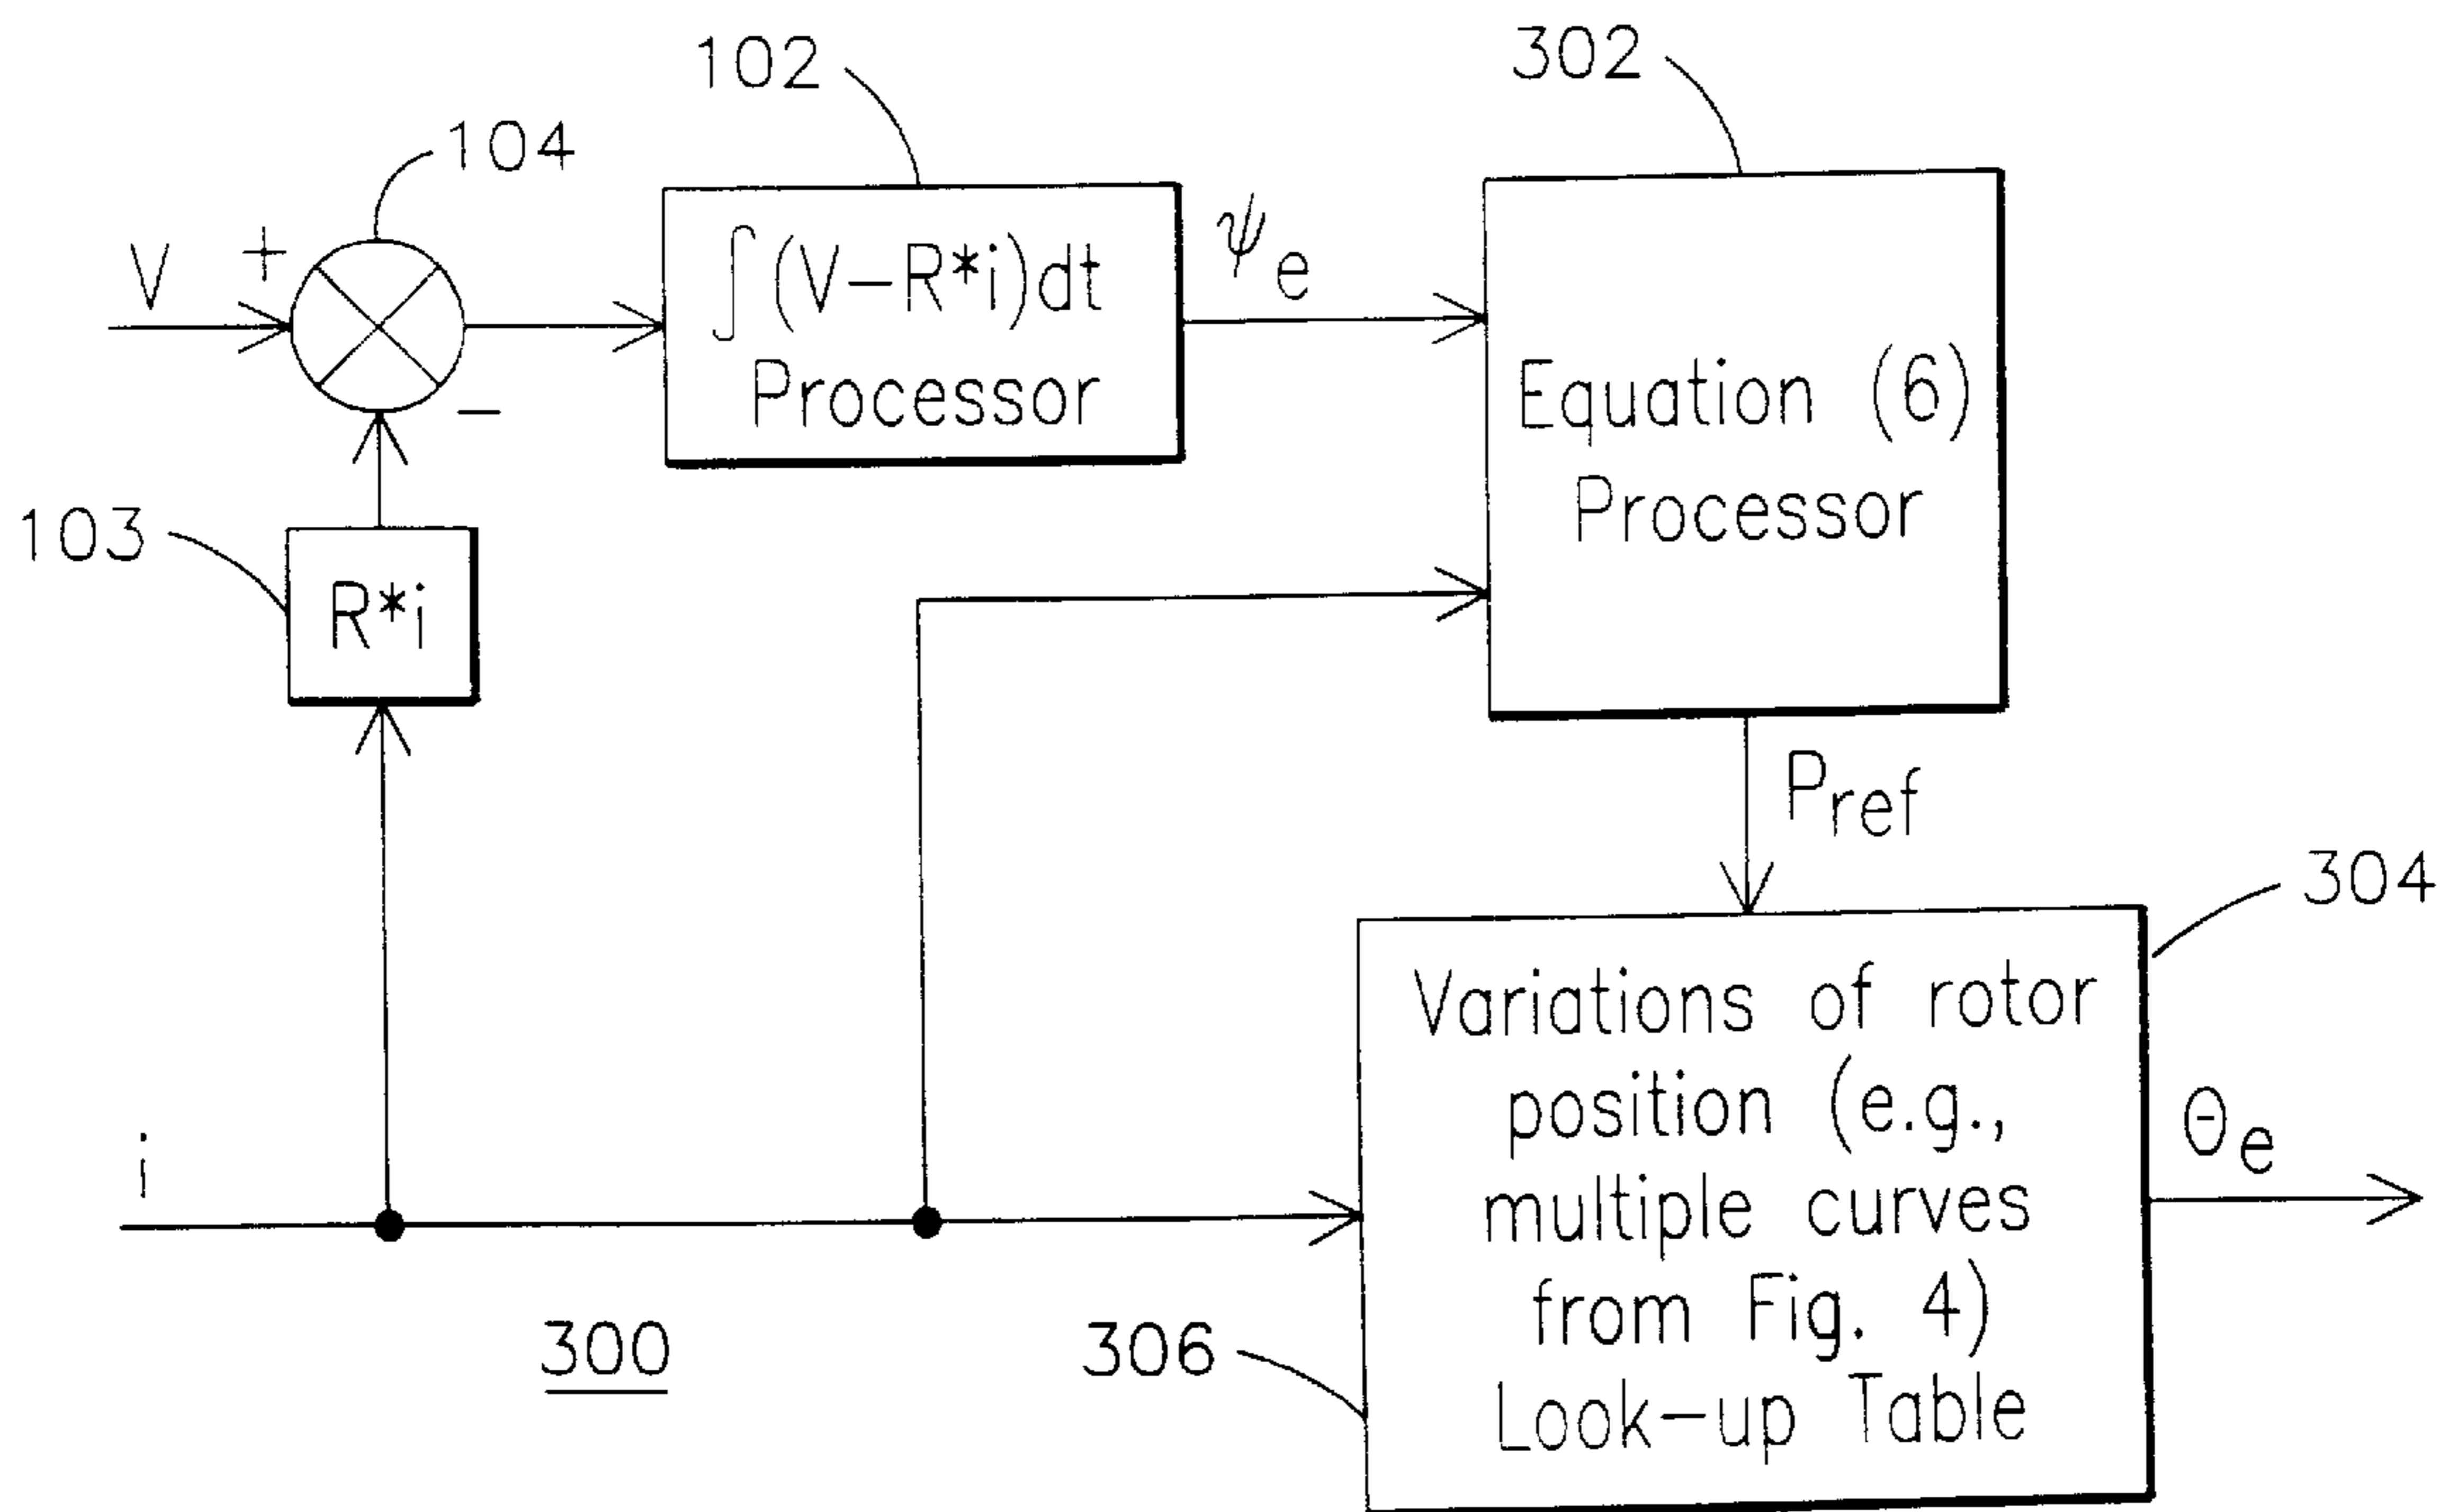 102
302
104
V
+
∫(V-R*i)dt
Processor
ψe
Equation (6)
Processor
-
103
R*i
Pref
304
Variations of rotor
position (e.g.,
multiple curves
from Fig. 4)
Look-up Table
Θe
i
300
306